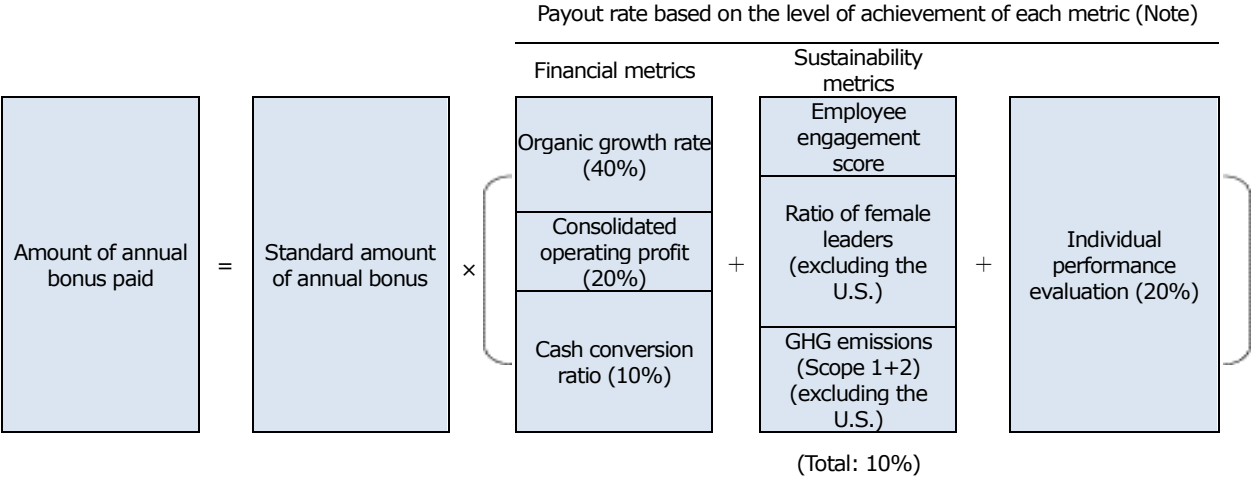 Payout rate based on the level of achievement of each metric (Note)
Financial metrics
Sustainability
metrics
Amount of annual
bonus paid
=
Standard amount
of annual bonus
×
Organic growth rate
(40%)
Consolidated
operating profit
(20%)
Cash conversion
ratio (10%)
+
Employee
engagement
score
Ratio of female
leaders
(excluding the
U.S.)
GHG emissions
(Scope 1+2)
(excluding the
U.S.)
(Total: 10%)
+
Individual
performance
evaluation (20%)